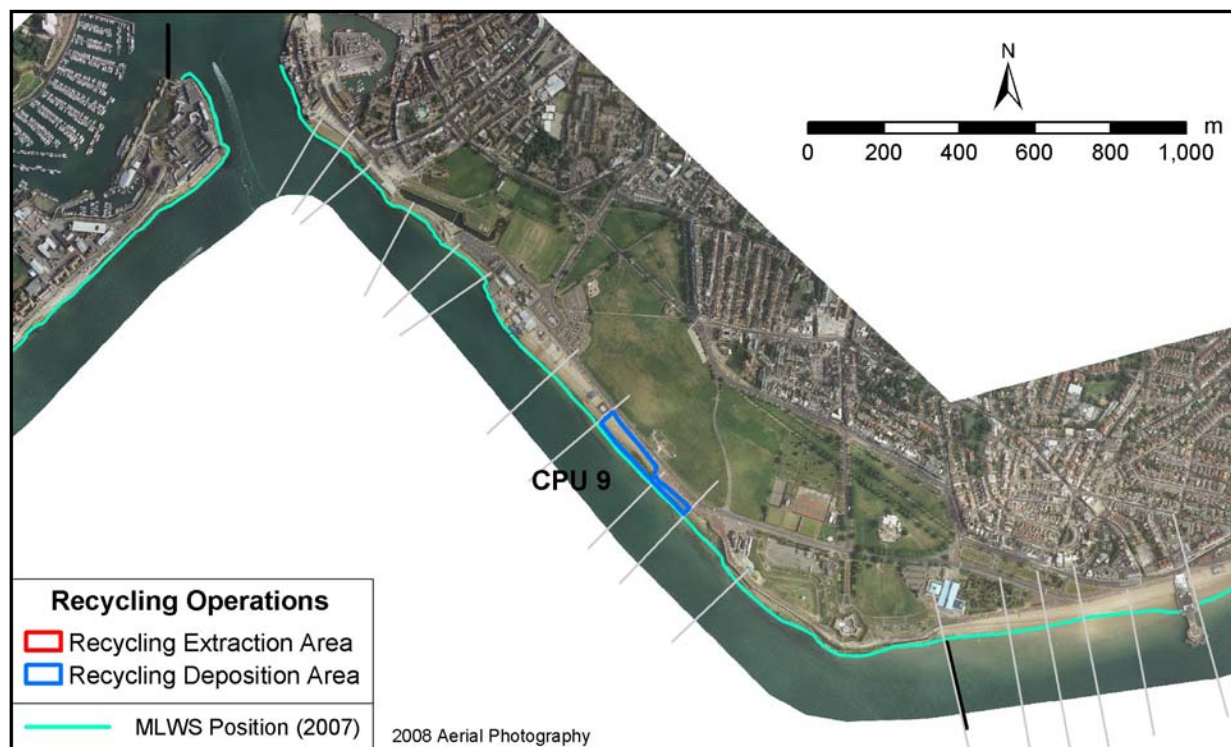 N
m
0 200 400 600 800 1,000
CPU 9
Recycling Operations
Recycling Extraction Area
Recycling Deposition Area
MLWS Position (2007)
2008 Aerial Photography